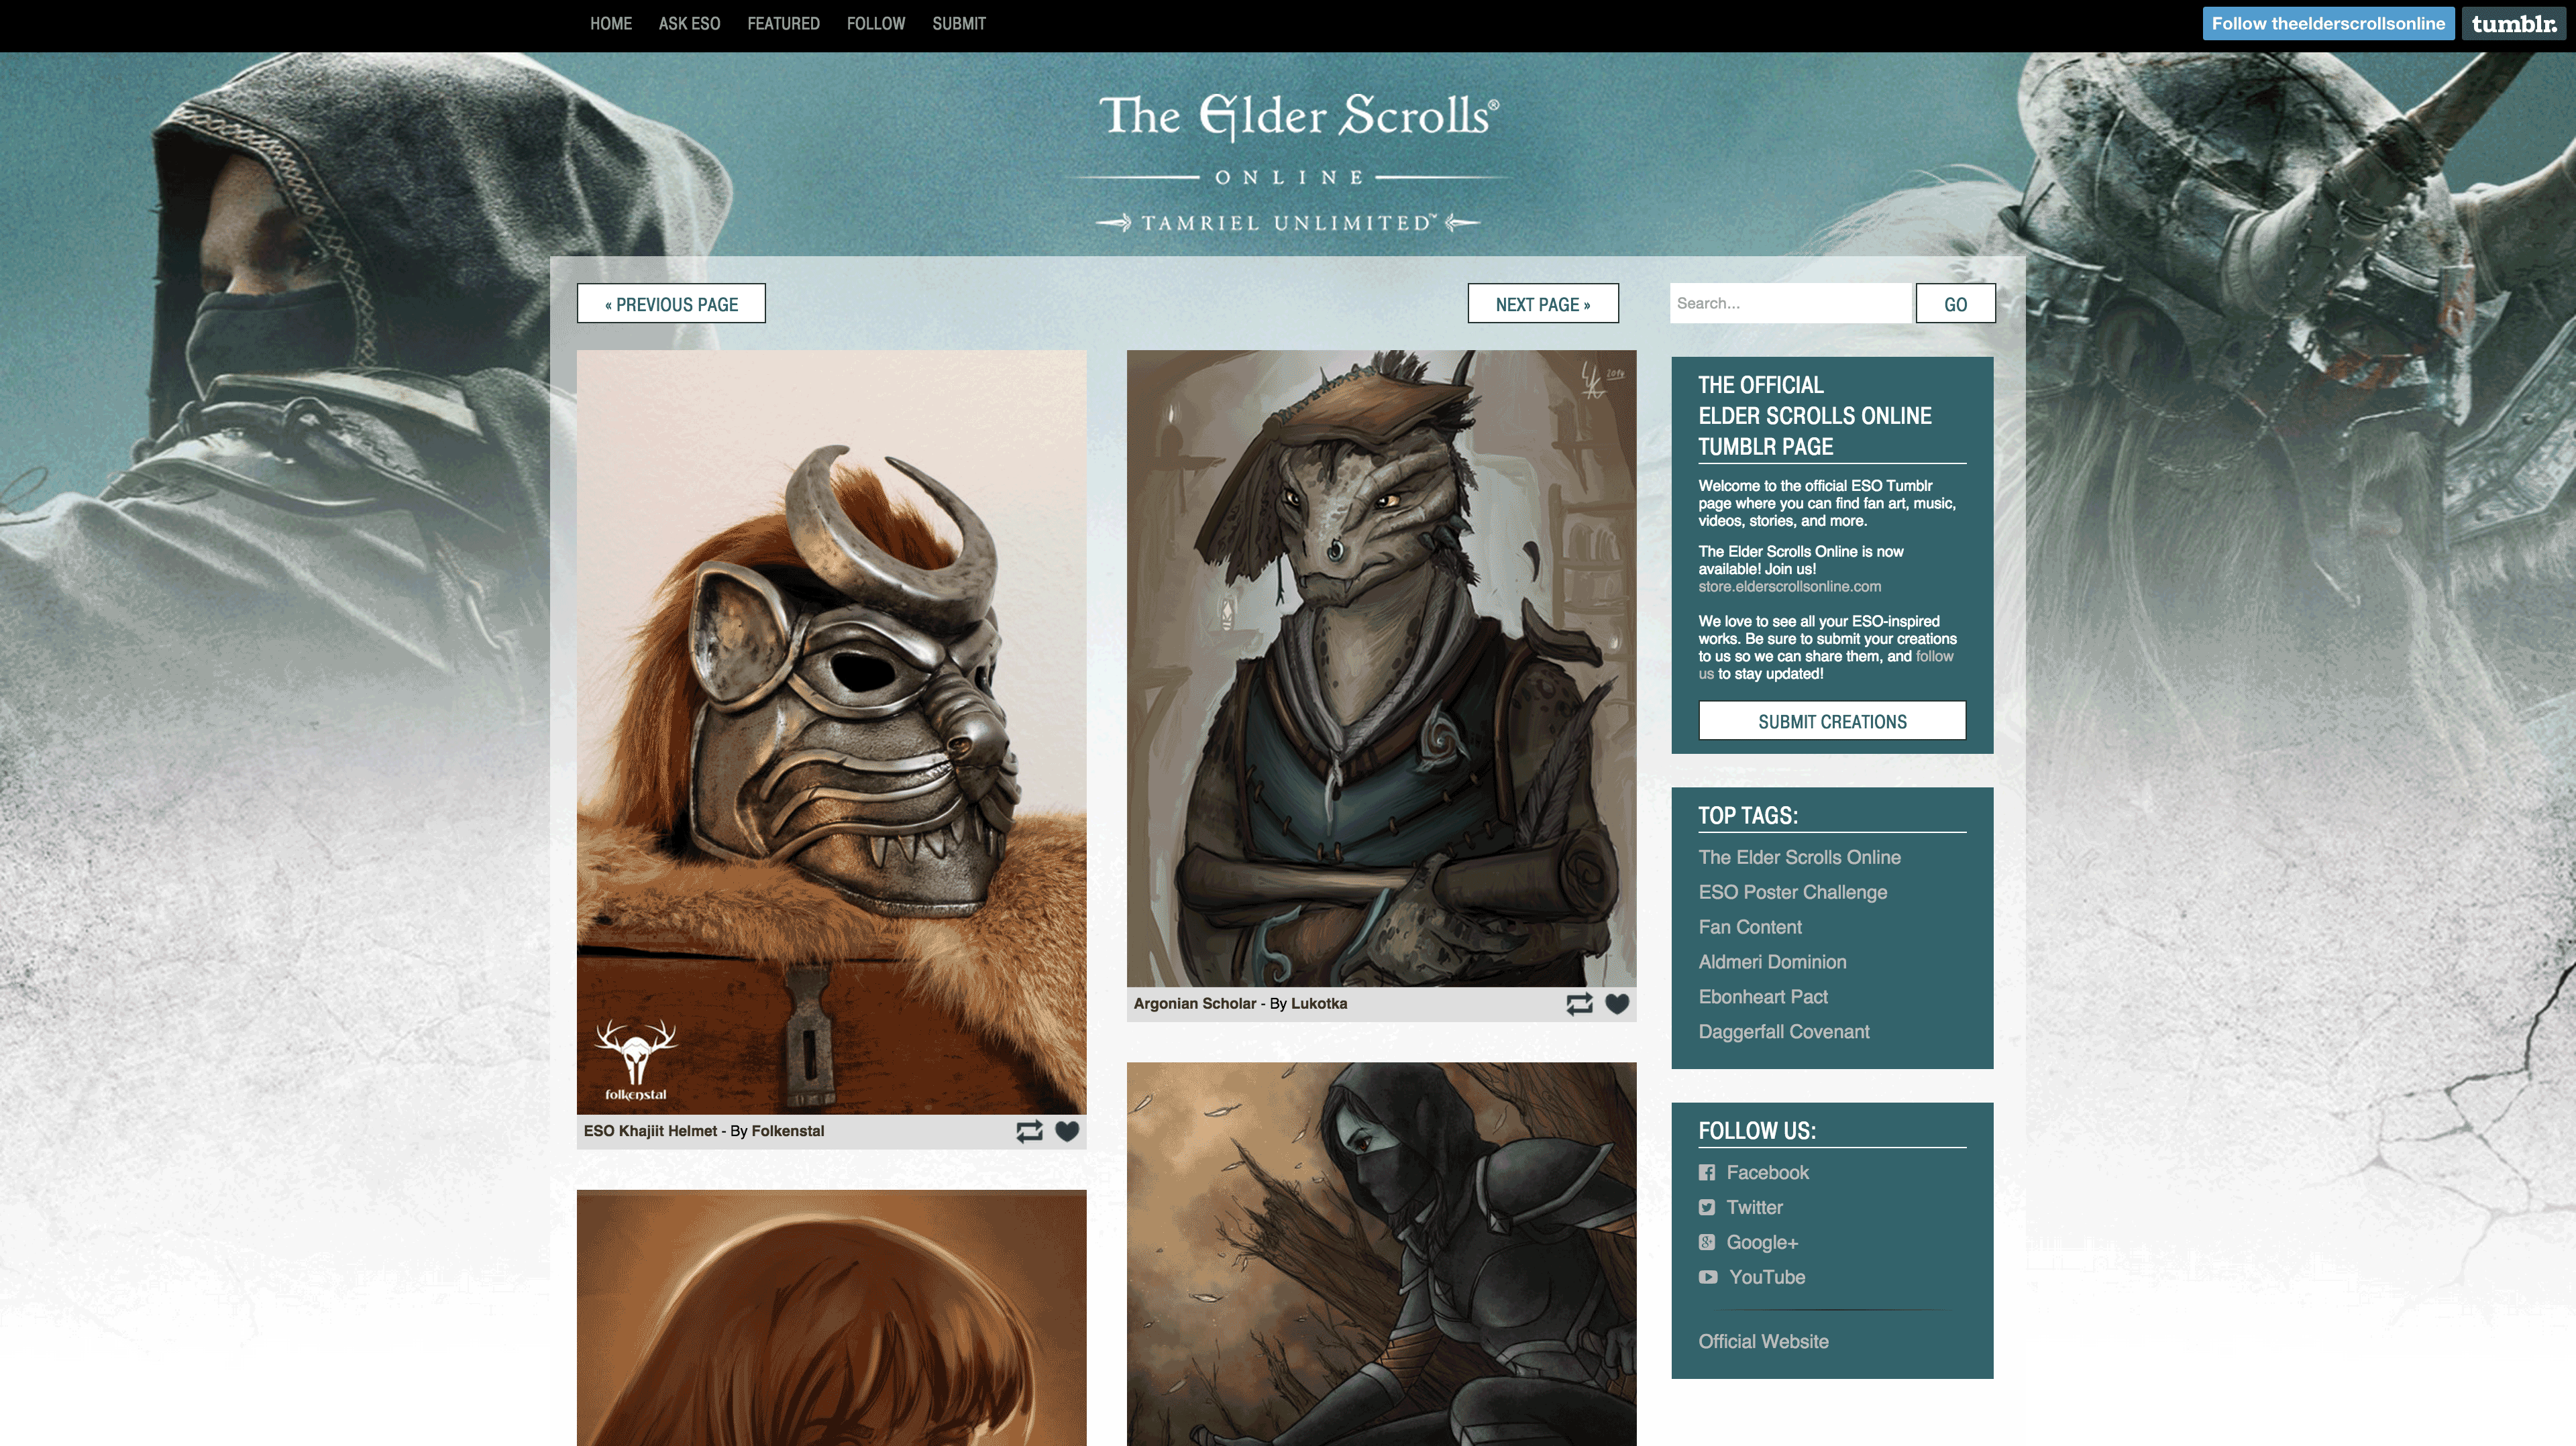 HOME ASK ESO FEATURED FOLLOW SUBMIT
Follow theelderscrollsonline
tumblr.
The Elder Scrolls®
ONLINE
TAMRIEL UNLIMITED™
« PREVIOUS PAGE
NEXT PAGE »
Search...
GO
2014
folkenstal
ESO Khajiit Helmet - By Folkenstal
Argonian Scholar - By Lukotka
THE OFFICIAL
ELDER SCROLLS ONLINE
TUMBLR PAGE
Welcome to the official ESO Tumblr
page where you can find fan art, music,
videos, stories, and more.
The Elder Scrolls Online is now
available! Join us!
store.elderscrollsonline.com
We love to see all your ESO-inspired
works. Be sure to submit your creations
to us so we can share them, and follow
us to stay updated!
SUBMIT CREATIONS
TOP TAGS:
The Elder Scrolls Online
ESO Poster Challenge
Fan Content
Aldmeri Dominion
Ebonheart Pact
Daggerfall Covenant
FOLLOW US:
Facebook
Twitter
Google+
YouTube
Official Website